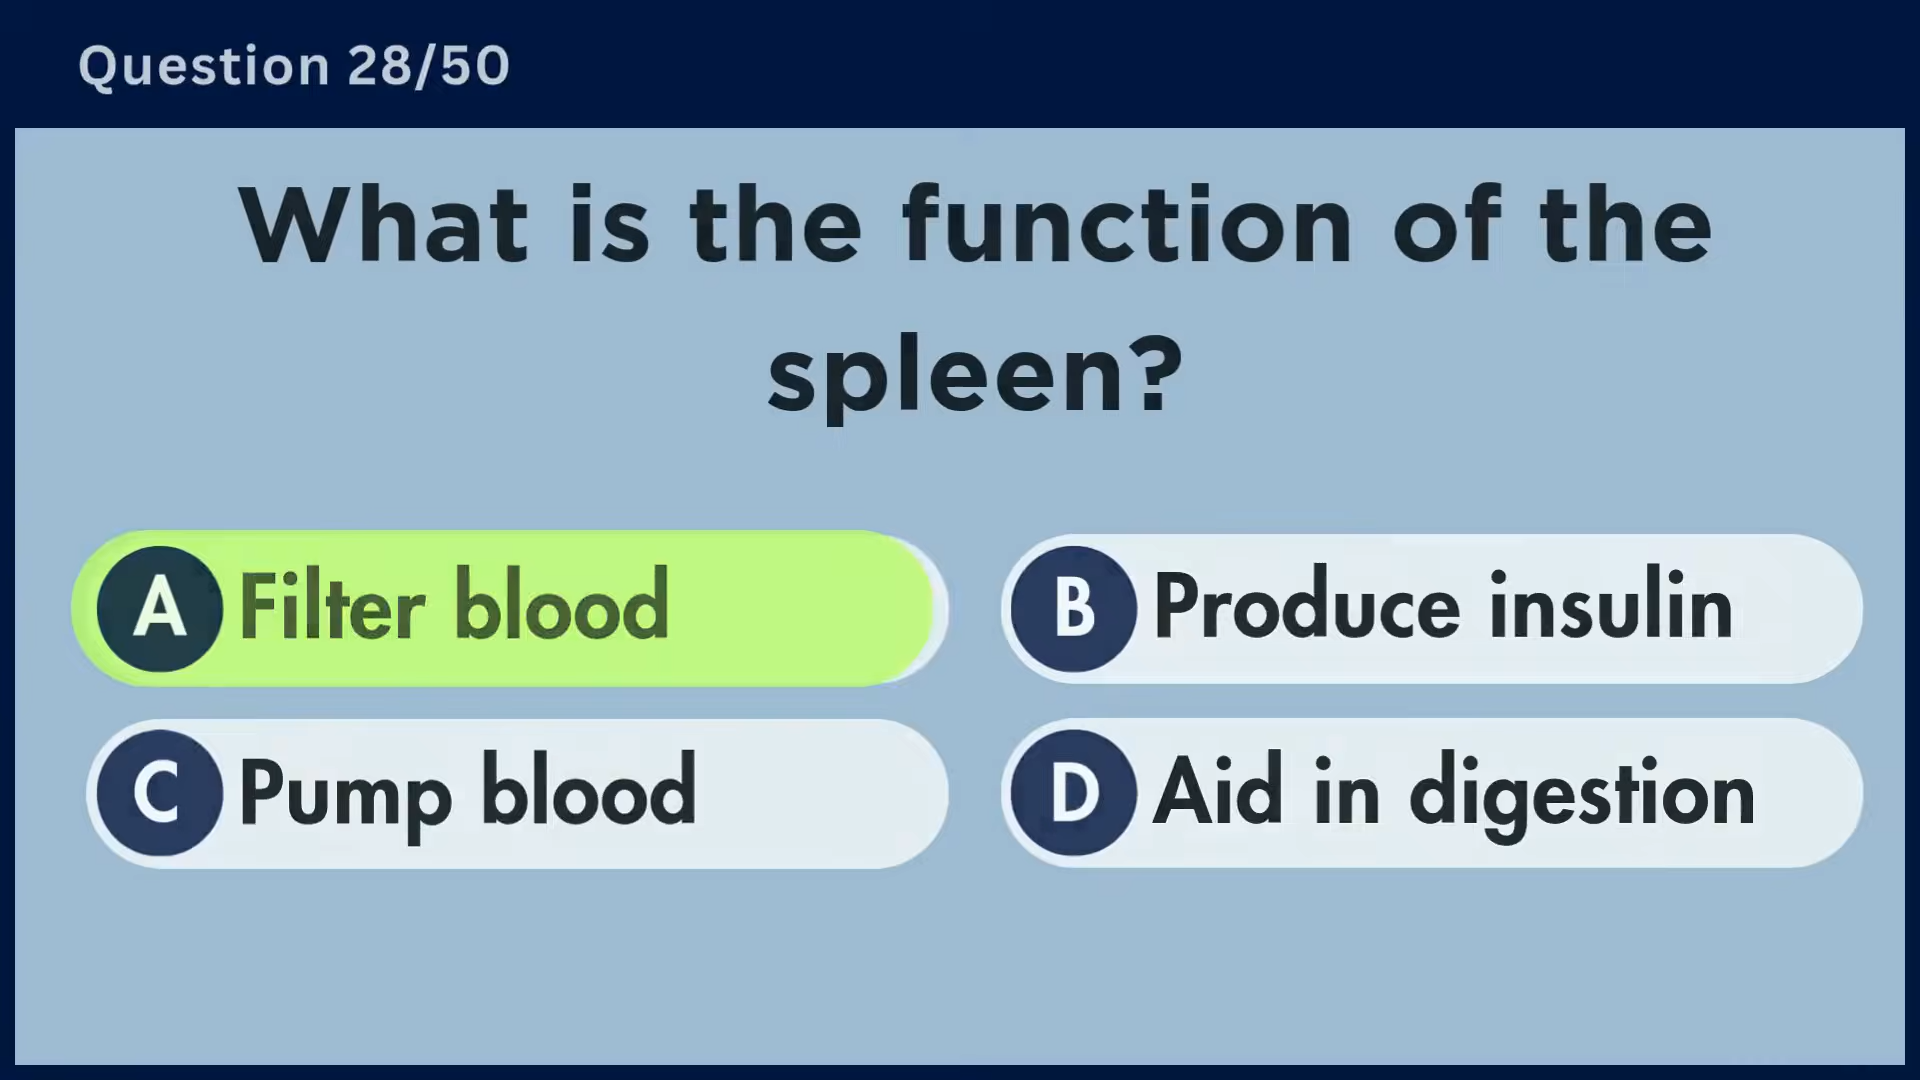 Question 28/50
What is the function of the
spleen?
A Filter blood
B Produce insulin
C Pump blood
D Aid in digestion